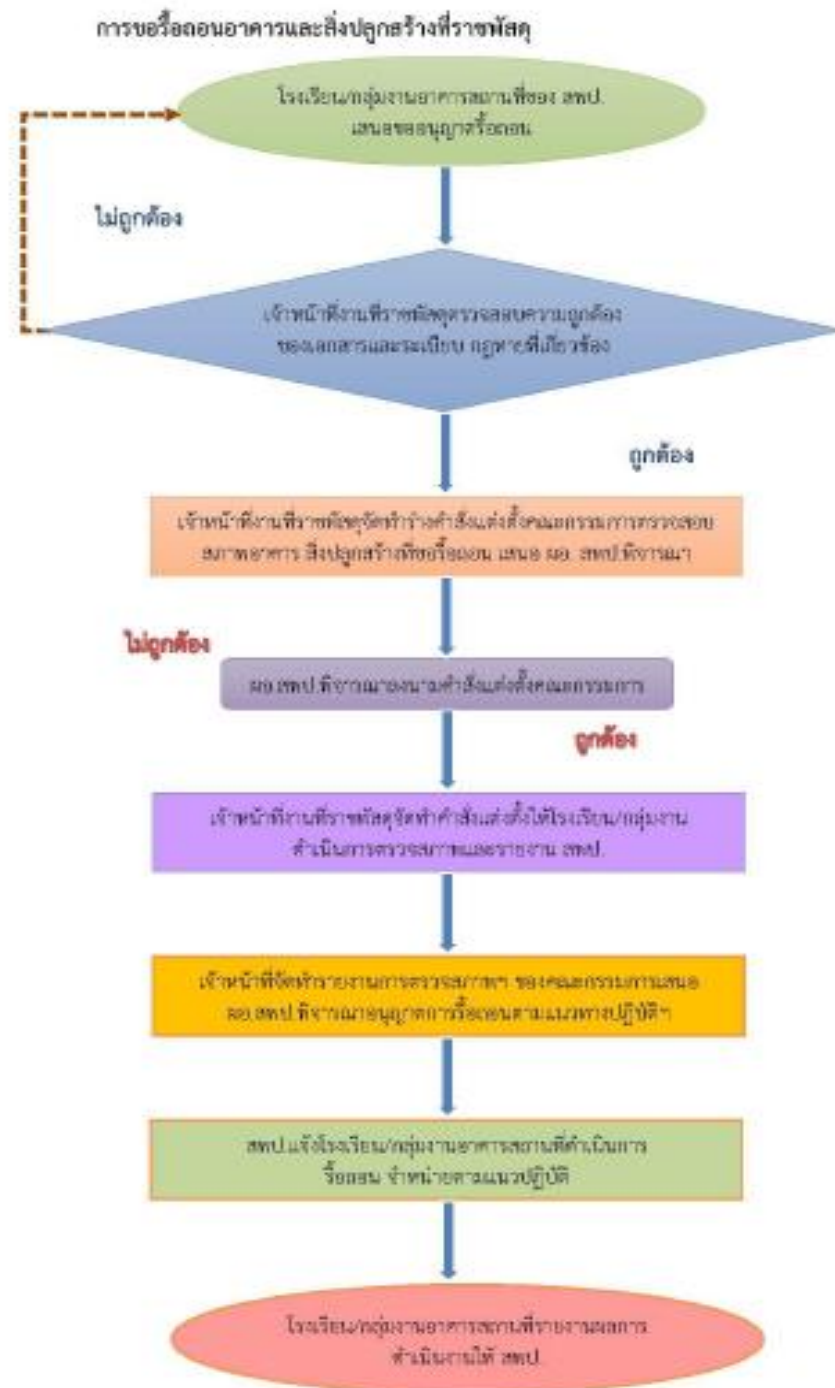 การขอรื้อถอนอาคารและสิ่งปลูกสร้างที่ราชพัสดุ
โรงเรียน/กลุ่มงานอาคารสถานที่ของ สพป.
เสนอขออนุญาตรื้อถอน
ไม่ถูกต้อง
เจ้าหน้าที่งานที่ราชพัสดุตรวจสอบความถูกต้อง
ของเอกสารและระเบียบ กฎหายที่เกี่ยวข้อง
ถูกต้อง
เจ้าหน้าที่งานที่ราชพัสดุจัดทำร่างคำสั่งแต่งตั้งคณะกรรมการตรวจสอบ
สภาพอาคาร สิ่งปลูกสร้างที่ขอรื้อถอน เสนอ ผอ. สพป.พิจารณา
ไม่ถูกต้อง
ผอ.สพป.พิจารณาลงนามคำสั่งแต่งตั้งคณะกรรมการ
ถูกต้อง
เจ้าหน้าที่งานที่ราชพัสดุจัดทำคำสั่งแต่งตั้งให้โรงเรียน/กลุ่มงาน
ดำเนินการตรวจสภาพและรายงาน สพป.
เจ้าหน้าที่จัดทำรายงานการตรวจสภาพฯ ของคณะกรรมการเสนอ
ผอ.สพป.พิจารณาอนุญาตการรื้อถอนตามแนวทางปฏิบัติฯ
สพป.แจ้งโรงเรียน/กลุ่มงานอาคารสถานที่ดำเนินการ
รื้อถอน จำหน่ายตามแนวปฏิบัติ
โรงเรียน/กลุ่มงานอาคารสถานที่รายงานผลการ
ดำเนินงานให้ สพป.